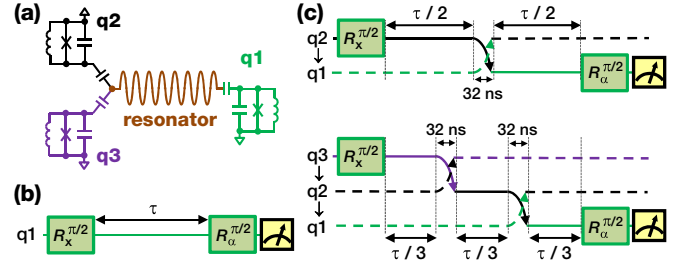 (a)
q2
q1
resonator
q3
(b)
τ
q1
R_x^{π/2}
R_α^{π/2}
(c)
τ / 2
τ / 2
q2
R_x^{π/2}
q1
R_α^{π/2}
32 ns
32 ns
32 ns
q3
R_x^{π/2}
q2
q1
R_α^{π/2}
τ / 3
τ / 3
τ / 3